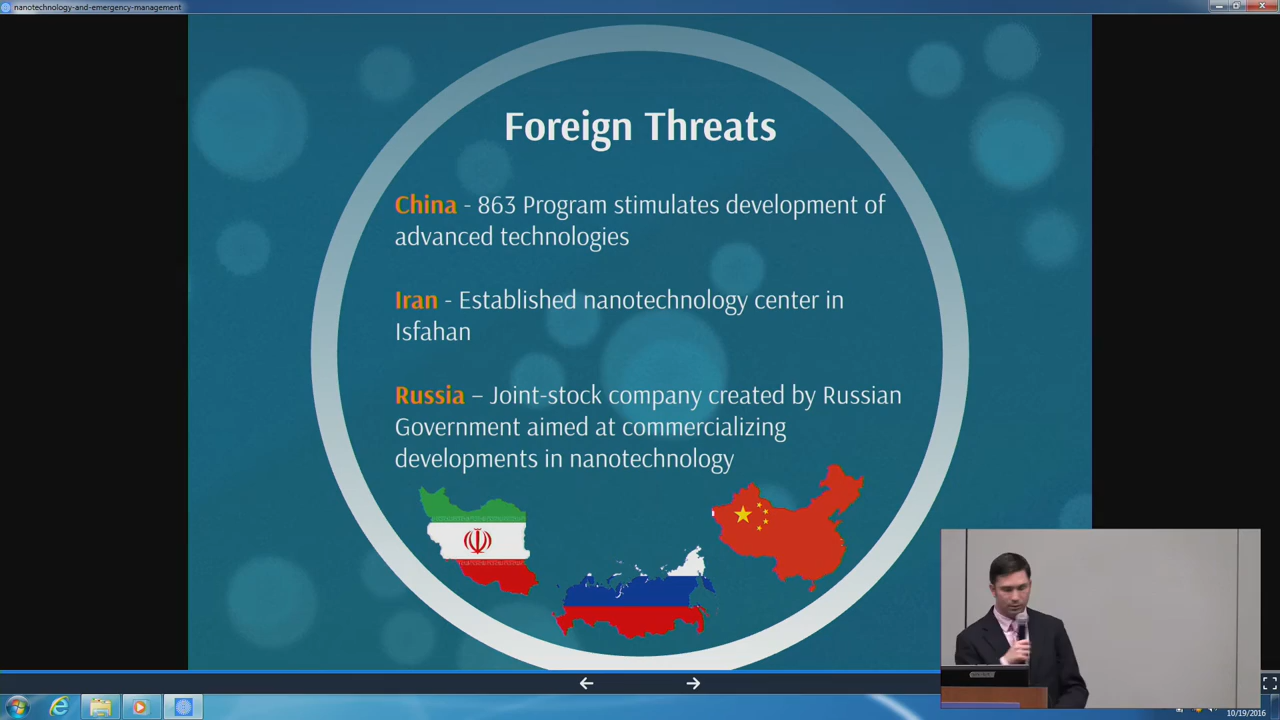 nanotechnology-and-emergency-management
Foreign Threats
China - 863 Program stimulates development of
advanced technologies
Iran - Established nanotechnology center in
Isfahan
Russia – Joint-stock company created by Russian
Government aimed at commercializing
developments in nanotechnology
10/19/2016